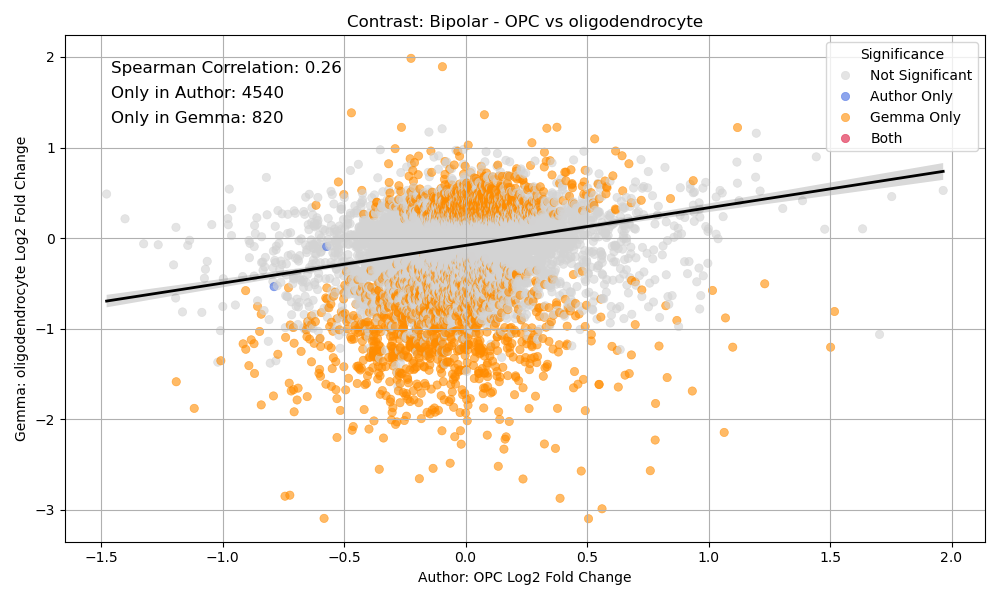 Contrast: Bipolar - OPC vs oligodendrocyte
Spearman Correlation: 0.26
Only in Author: 4540
Only in Gemma: 820
Significance
Not Significant
Author Only
Gemma Only
Both
Gemma: oligodendrocyte Log2 Fold Change
2
1
0
−1
−2
−3
−1.5
−1.0
−0.5
0.0
0.5
1.0
1.5
2.0
Author: OPC Log2 Fold Change